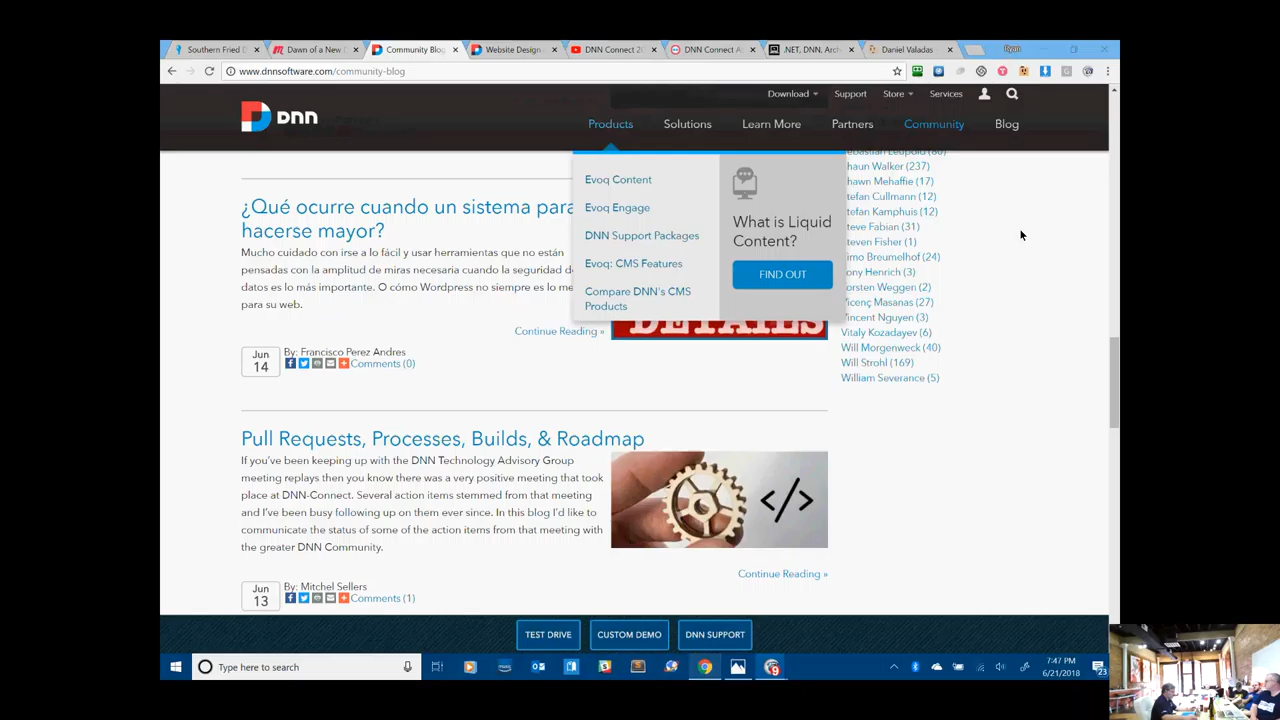 Southern Fried D
Dawn of a New D
Community Blog
Website Design
DNN Connect 20
DNN Connect A
.NET, DNN, Arch
Daniel Valadas
Ryan
www.dnnsoftware.com/community-blog
Download
Support
Store
Services
dnn
Products
Solutions
Learn More
Partners
Community
Blog
Evoq Content
Evoq Engage
DNN Support Packages
Evoq: CMS Features
Compare DNN's CMS
Products
What is Liquid
Content?
FIND OUT
haun Walker (237)
hawn Mehaffie (17)
tefan Cullmann (12)
tefan Kamphuis (12)
teve Fabian (31)
teven Fisher (1)
imo Breumelhof (24)
ony Henrich (3)
orsten Weggen (2)
Vicenç Masanas (27)
Vincent Nguyen (3)
Vitaly Kozadayev (6)
Will Morgenweck (40)
Will Strohl (169)
William Severance (5)
¿Qué ocurre cuando un sistema para
hacerse mayor?
Mucho cuidado con irse a lo fácil y usar herramientas que no están
pensadas con la amplitud de miras necesaria cuando la seguridad de
datos es lo más importante. O cómo Wordpress no siempre es lo me
para su web.
DETAILS
Continue Reading »
Jun
14
By: Francisco Perez Andres
Comments (0)
Pull Requests, Processes, Builds, & Roadmap
If you've been keeping up with the DNN Technology Advisory Group
meeting replays then you know there was a very positive meeting that took
place at DNN-Connect. Several action items stemmed from that meeting
and I've been busy following up on them ever since. In this blog I'd like to
communicate the status of some of the action items from that meeting with
the greater DNN Community.
</>
Continue Reading »
Jun
13
By: Mitchel Sellers
Comments (1)
TEST DRIVE
CUSTOM DEMO
DNN SUPPORT
Type here to search
7:47 PM
6/21/2018
23